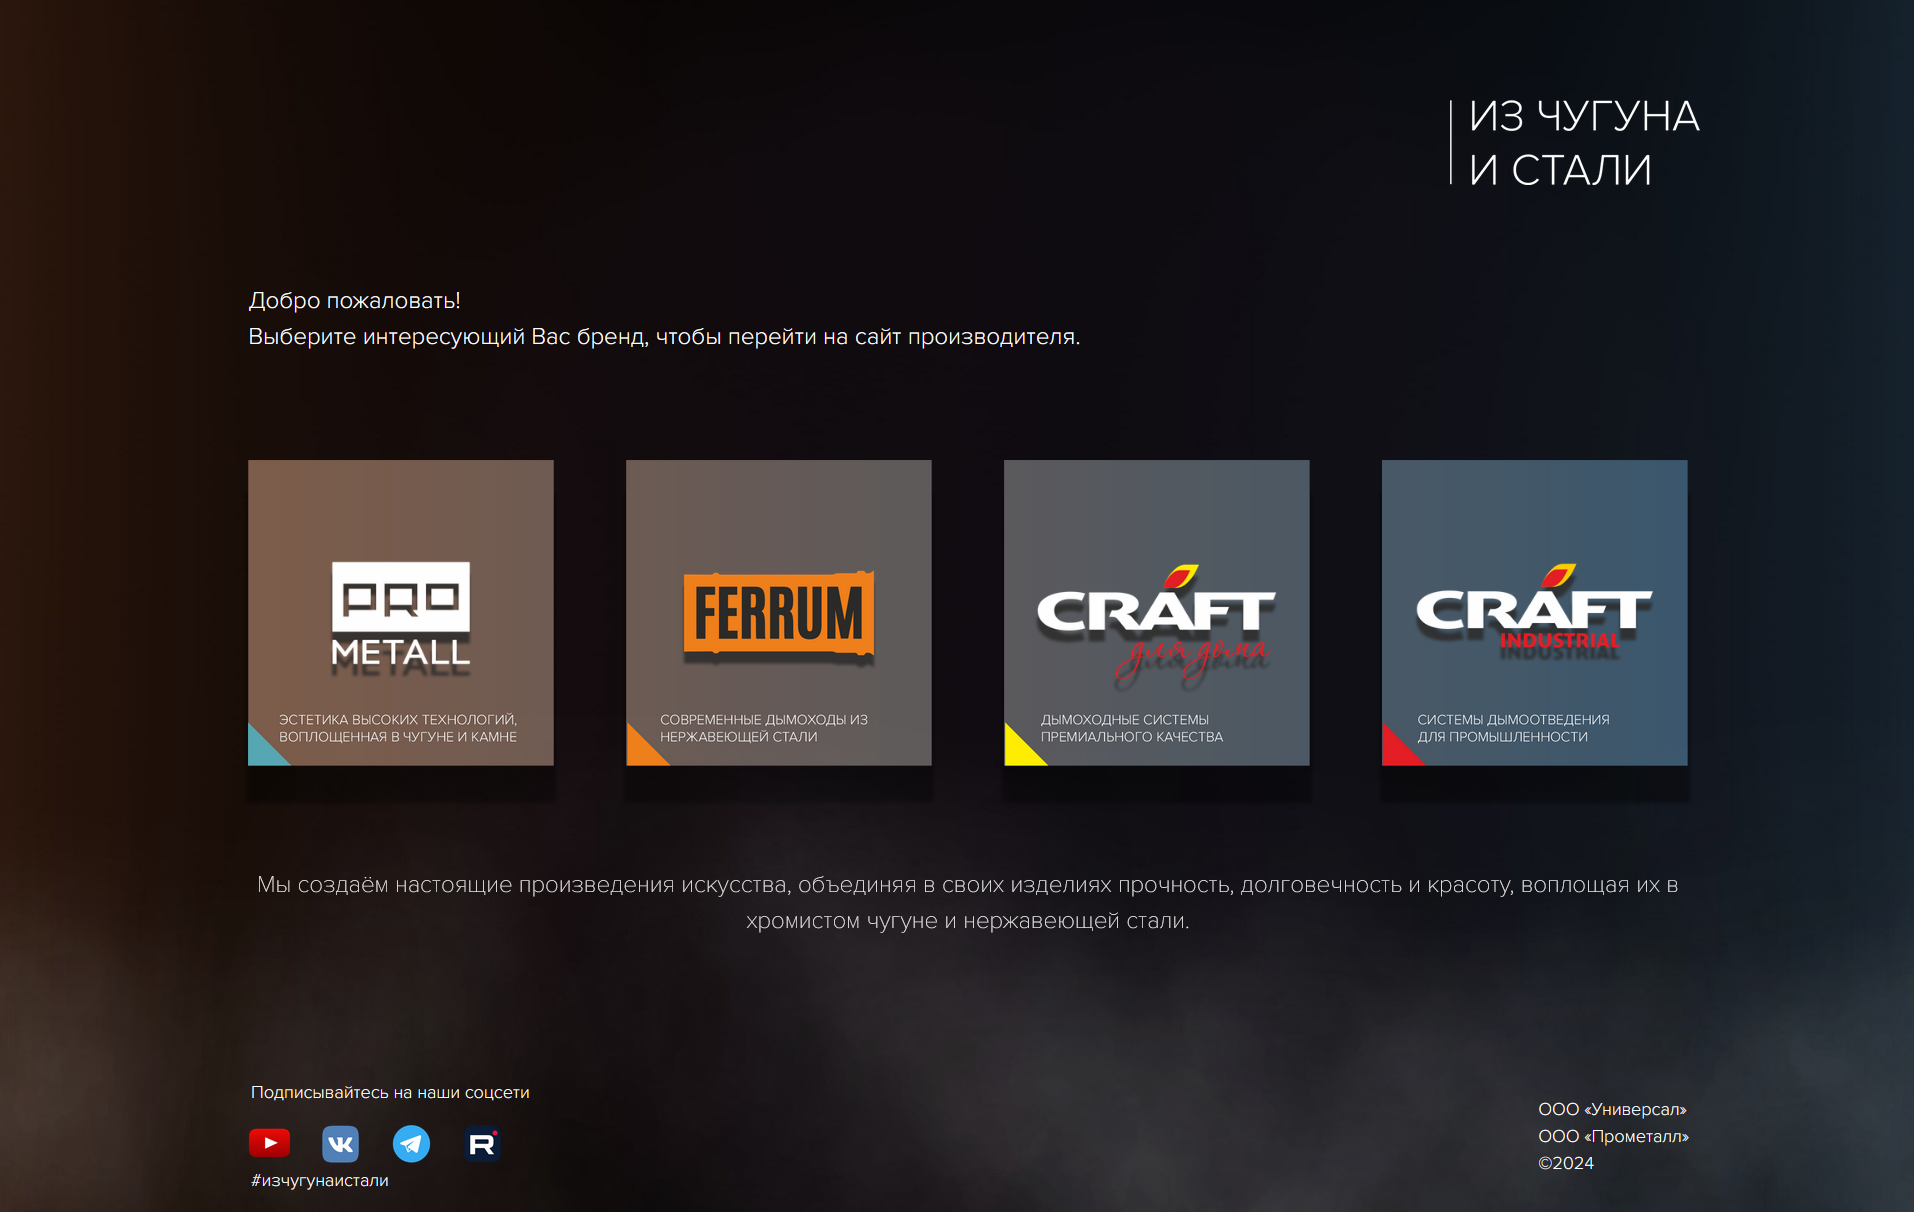 ИЗ ЧУГУНА
И СТАЛИ
Добро пожаловать!
Выберите интересующий Вас бренд, чтобы перейти на сайт производителя.
PRO
METALL
ЭСТЕТИКА ВЫСОКИХ ТЕХНОЛОГИЙ,
ВОПЛОЩЕННАЯ В ЧУГУНЕ И КАМНЕ
FERRUM
СОВРЕМЕННЫЕ ДЫМОХОДЫ ИЗ
НЕРЖАВЕЮЩЕЙ СТАЛИ
CRAFT
для дома
ДЫМОХОДНЫЕ СИСТЕМЫ
ПРЕМИАЛЬНОГО КАЧЕСТВА
CRAFT
INDUSTRIAL
СИСТЕМЫ ДЫМООТВЕДЕНИЯ
ДЛЯ ПРОМЫШЛЕННОСТИ
Мы создаём настоящие произведения искусства, объединяя в своих изделиях прочность, долговечность и красоту, воплощая их в
хромистом чугуне и нержавеющей стали.
Подписывайтесь на наши соцсети
#изчугунаистали
ООО «Универсал»
ООО «Прометалл»
©2024